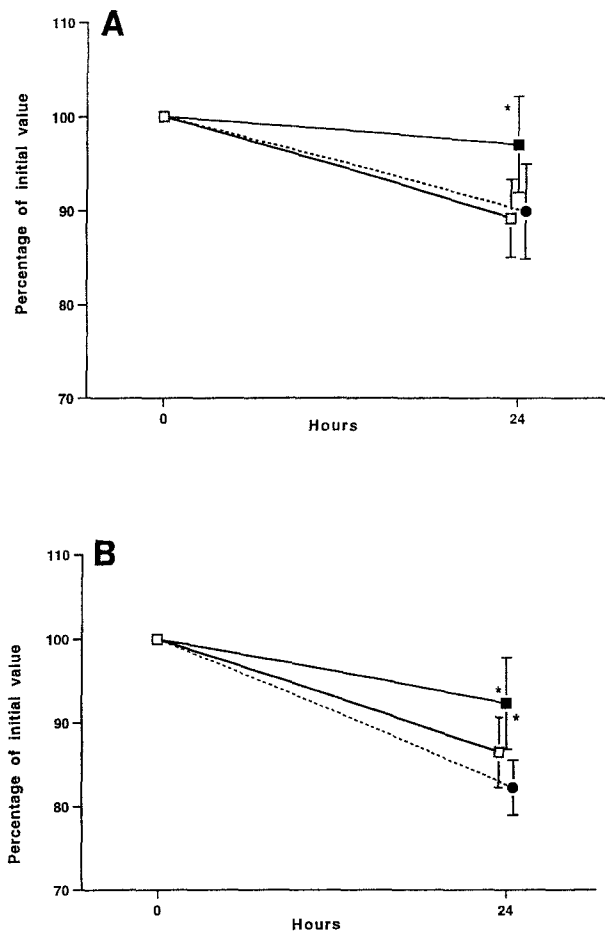 A
110
100
90
80
70
Percentage of initial value
0
24
Hours
*
B
110
100
90
80
70
Percentage of initial value
0
24
Hours
*
*